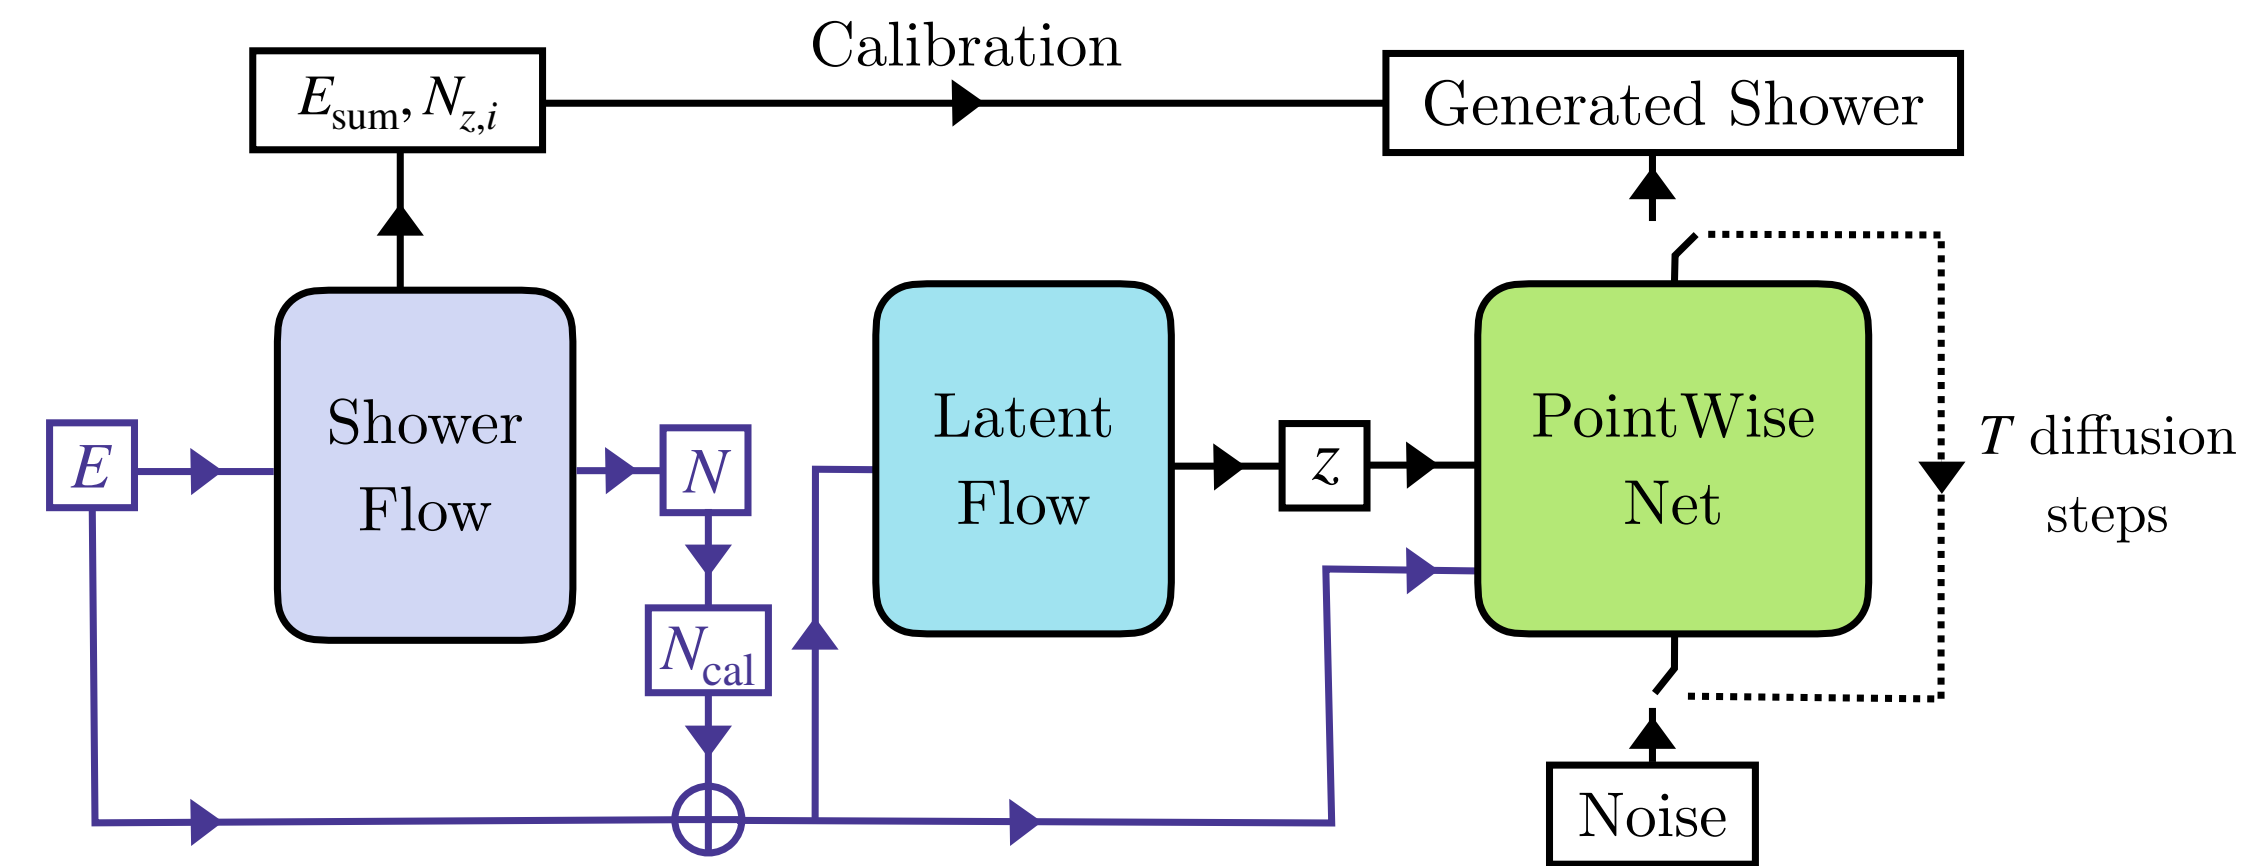 Calibration
E_sum, N_z,i
Generated Shower
E
Shower
Flow
N
N_cal
Latent
Flow
z
PointWise
Net
T diffusion
steps
Noise